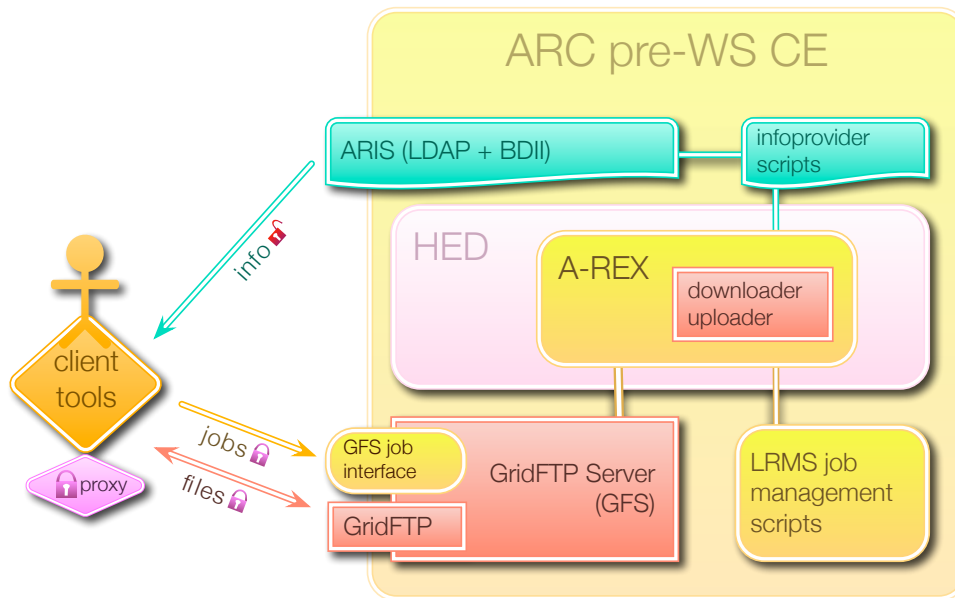 ARC pre-WS CE
ARIS (LDAP + BDII)
infoprovider
scripts
info
HED
A-REX
downloader
uploader
client
tools
proxy
jobs
files
GFS job
interface
GridFTP
GridFTP Server
(GFS)
LRMS job
management
scripts